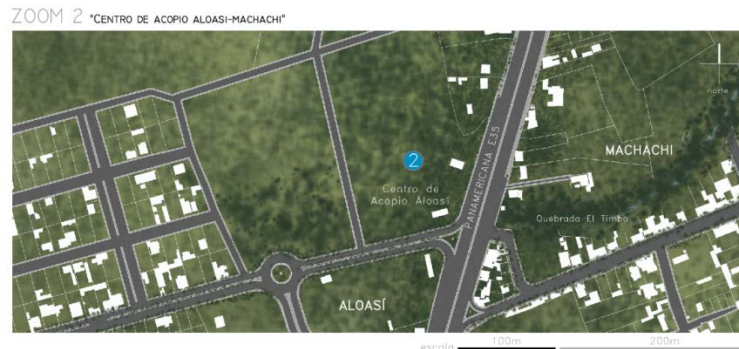 ZOOM 2 "CENTRO DE ACOPIO ALOASI-MACHACHI"
norte
MACHACHI
PANAMERICANA E35
2
Centro de
Acopio Aloasí
Quebrada El Timbo
ALOASÍ
escala 100m 200m